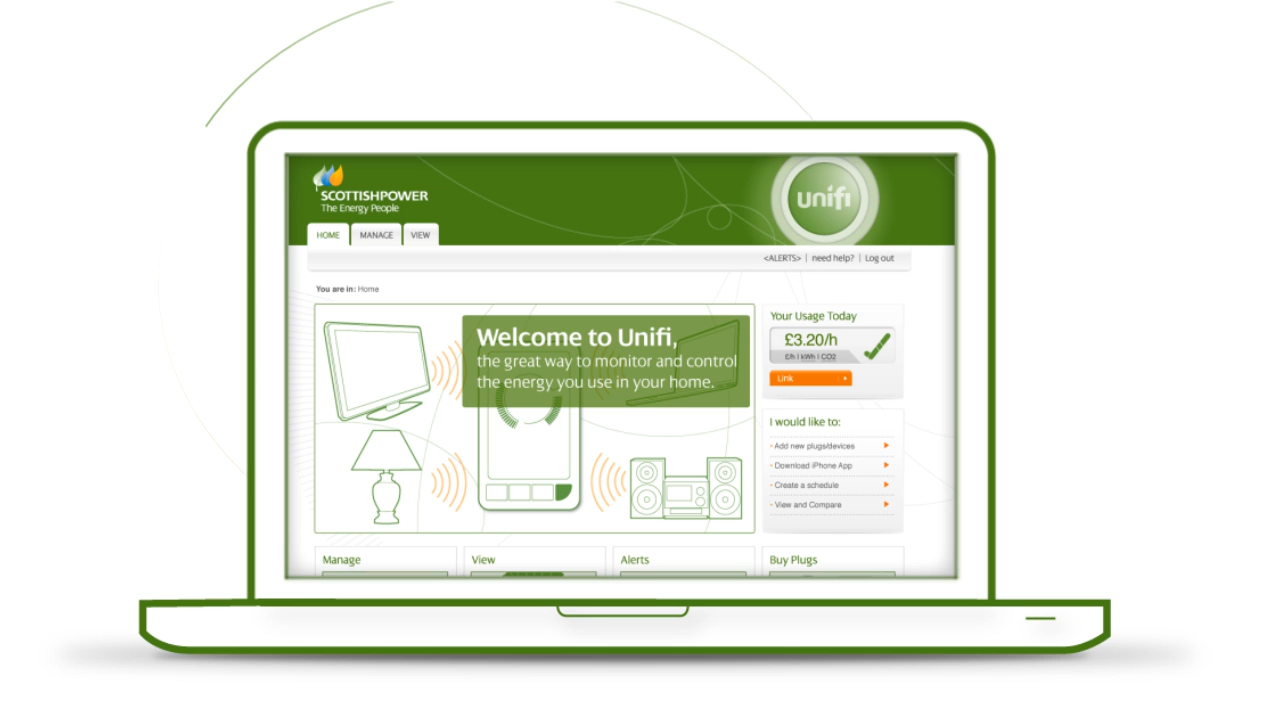 SCOTTISHPOWER
The Energy People
unifi
HOME MANAGE VIEW
<ALERTS> | need help? | Log out
You are in: Home
Welcome to Unifi,
the great way to monitor and control
the energy you use in your home.
Your Usage Today
£3.20/h
£/h | kWh | CO2
Link
I would like to:
- Add new plugs/devices
- Download iPhone App
- Create a schedule
- View and Compare
Manage
View
Alerts
Buy Plugs